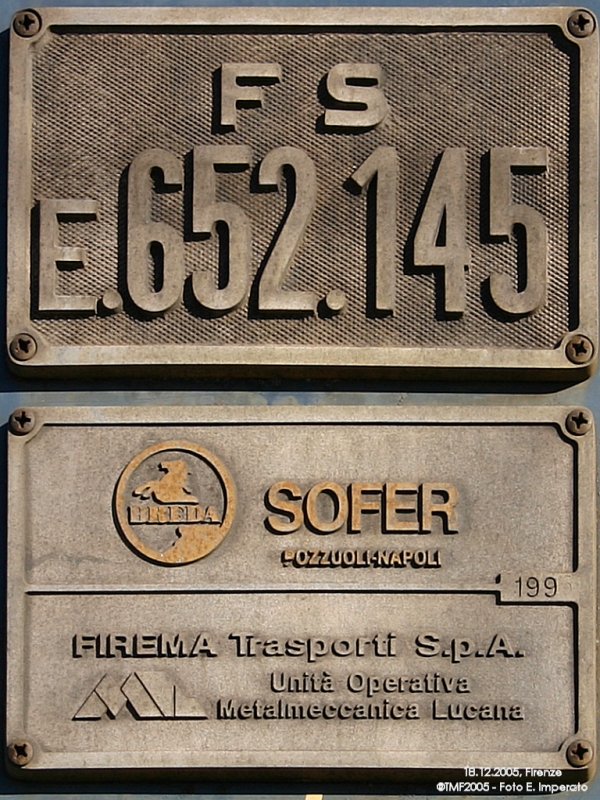 FS
E.652.145
BREDA
SOFER
POZZUOLI-NAPOLI
199
FIREMA Trasporti S.p.A.
Unità Operativa
Metalmeccanica Lucana
18.12.2005, Firenze
©TMF2005 - Foto E. Imperato